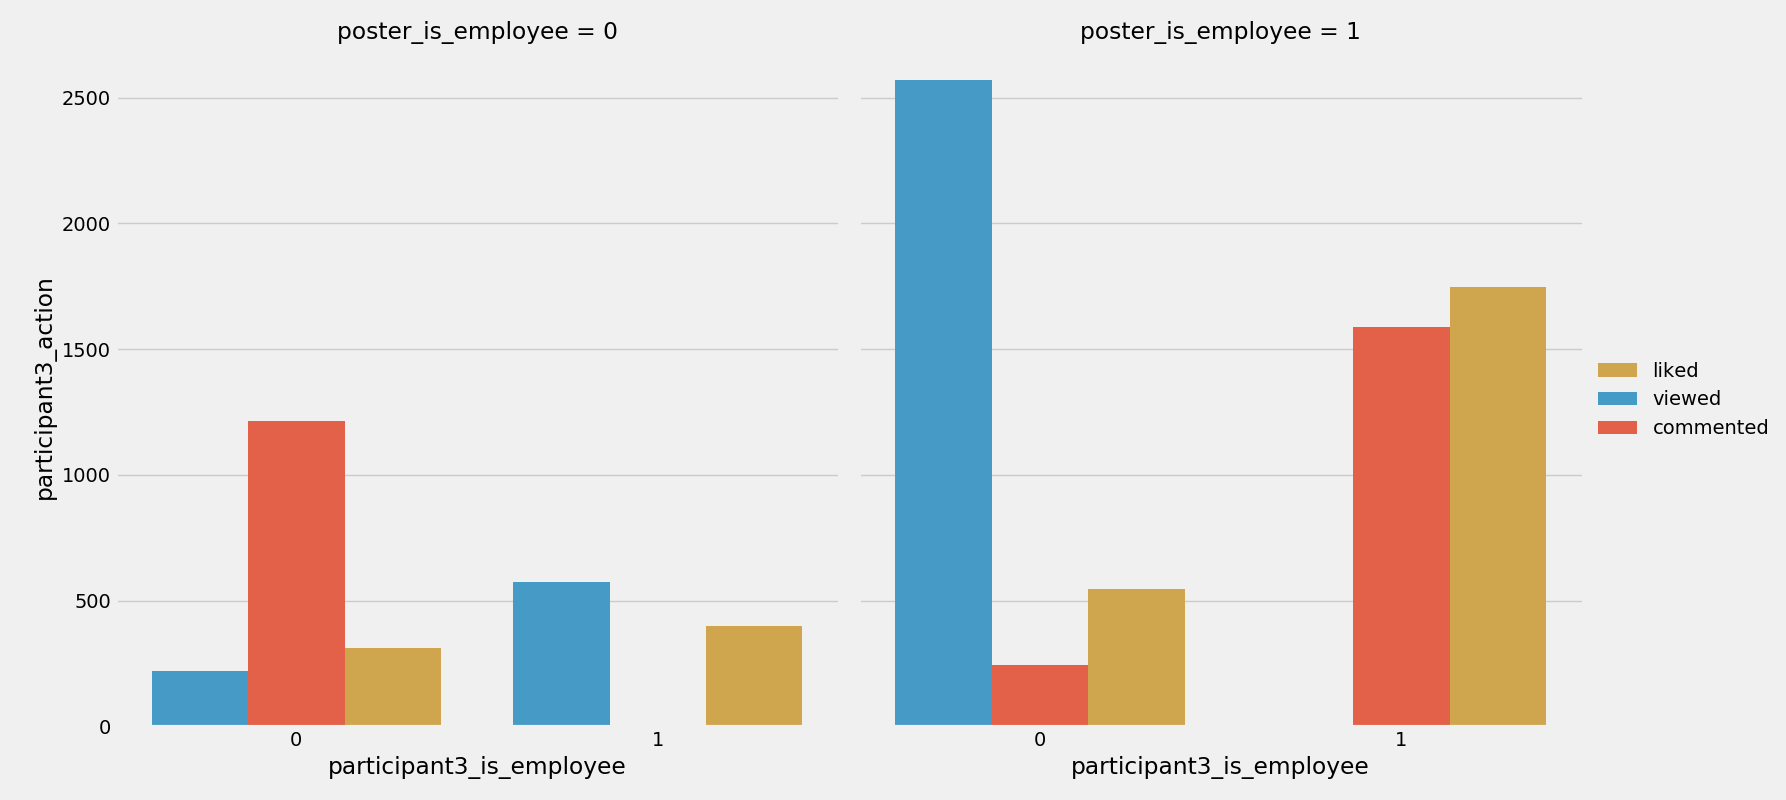 poster_is_employee = 0
poster_is_employee = 1
participant3_action
2500
2000
1500
1000
500
0
0
1
0
1
participant3_is_employee
participant3_is_employee
liked
viewed
commented